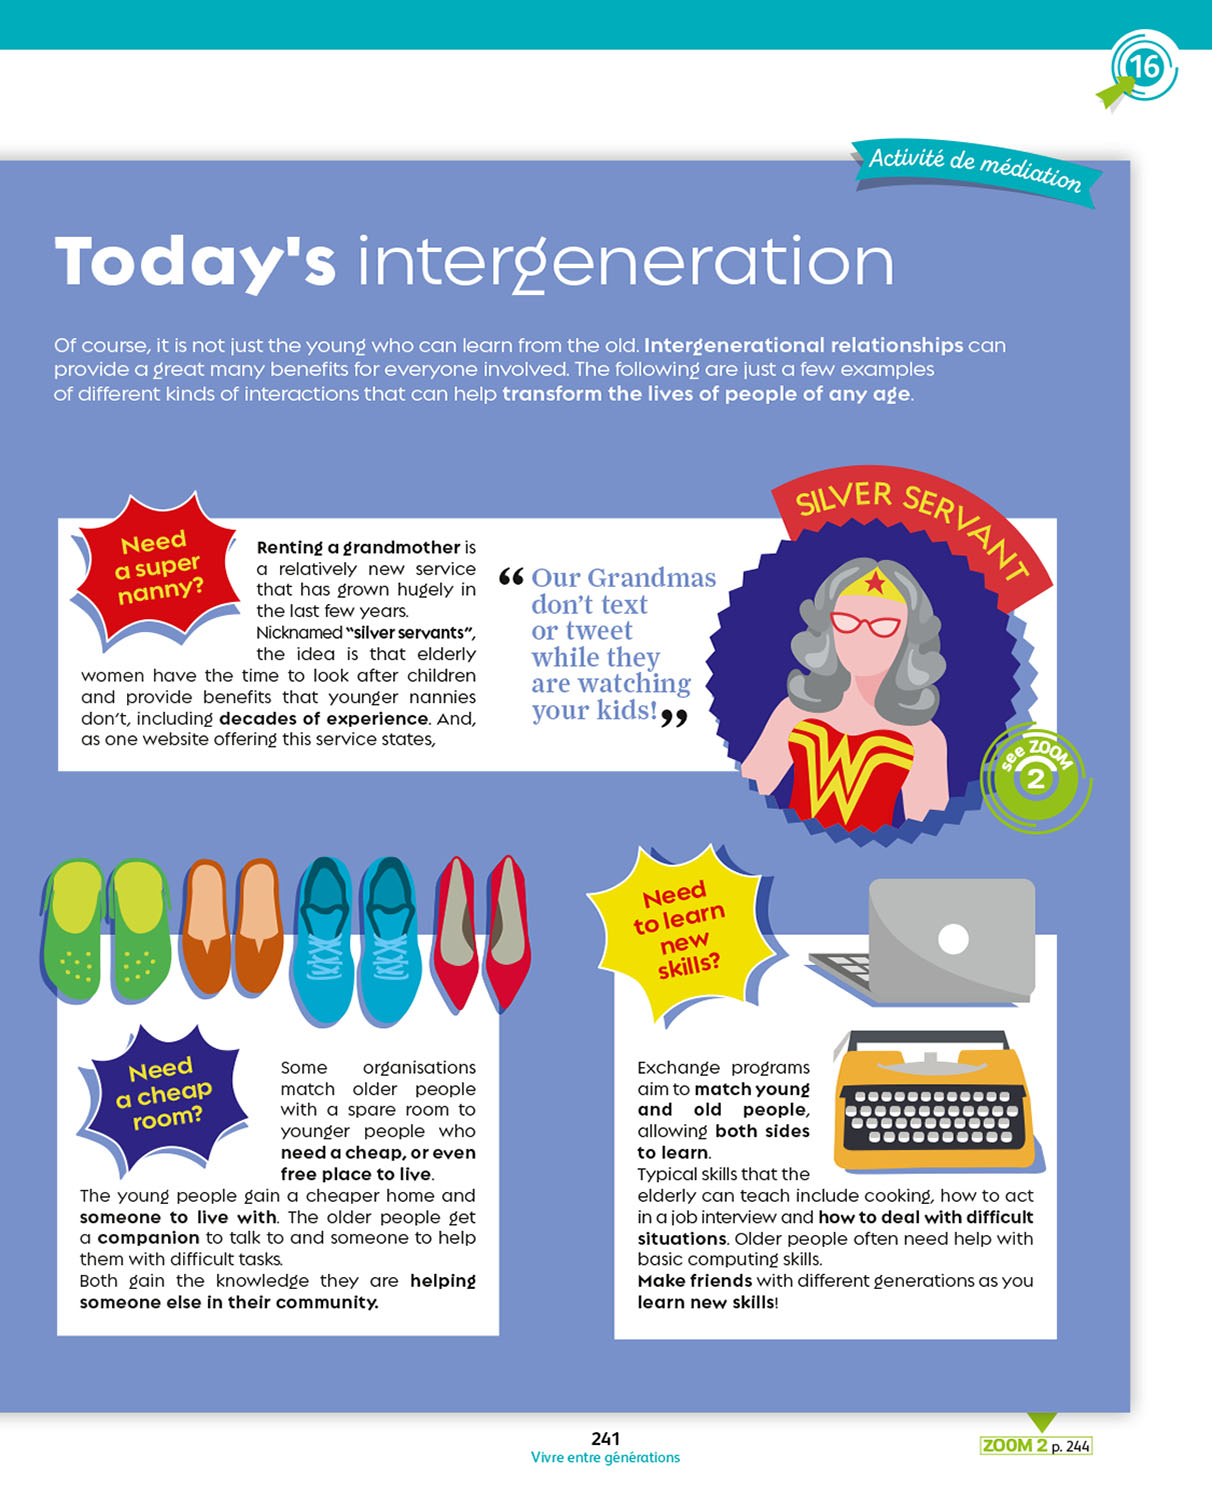 16
Activité de médiation
Today's intergeneration
Of course, it is not just the young who can learn from the old. Intergenerational relationships can
provide a great many benefits for everyone involved. The following are just a few examples
of different kinds of interactions that can help transform the lives of people of any age.
Need
a super
nanny?
Renting a grandmother is
a relatively new service
that has grown hugely in
the last few years.
Nicknamed "silver servants",
the idea is that elderly
women have the time to look after children
and provide benefits that younger nannies
don't, including decades of experience. And,
as one website offering this service states,
“Our Grandmas
don't text
or tweet
while they
are watching
your kids!”
SILVER SERVANT
W
see ZOOM
2
Need
a cheap
room?
Some organisations
match older people
with a spare room to
younger people who
need a cheap, or even
free place to live.
The young people gain a cheaper home and
someone to live with. The older people get
a companion to talk to and someone to help
them with difficult tasks.
Both gain the knowledge they are helping
someone else in their community.
Need
to learn
new
skills?
Exchange programs
aim to match young
and old people,
allowing both sides
to learn.
Typical skills that the
elderly can teach include cooking, how to act
in a job interview and how to deal with difficult
situations. Older people often need help with
basic computing skills.
Make friends with different generations as you
learn new skills!
241
Vivre entre générations
ZOOM 2 p. 244